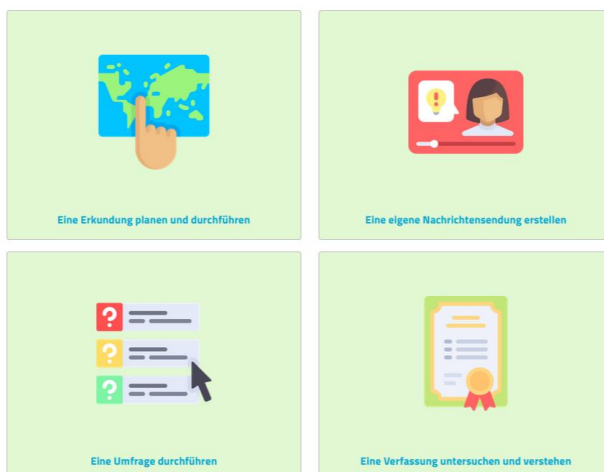 Eine Erkundung planen und durchführen
Eine eigene Nachrichtensendung erstellen
Eine Umfrage durchführen
Eine Verfassung untersuchen und verstehen